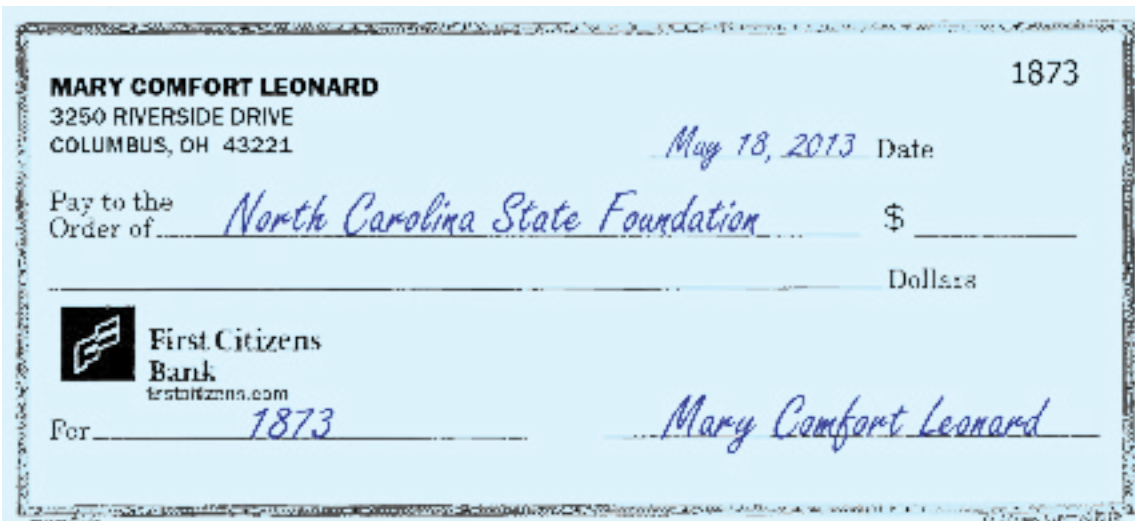 1873
MARY COMFORT LEONARD
3250 RIVERSIDE DRIVE
COLUMBUS, OH 43221
May 18, 2013 Date
Pay to the
Order of North Carolina State Foundation $
Dollars
First Citizens
Bank
firstcitizens.com
For 1873 Mary Comfort Leonard